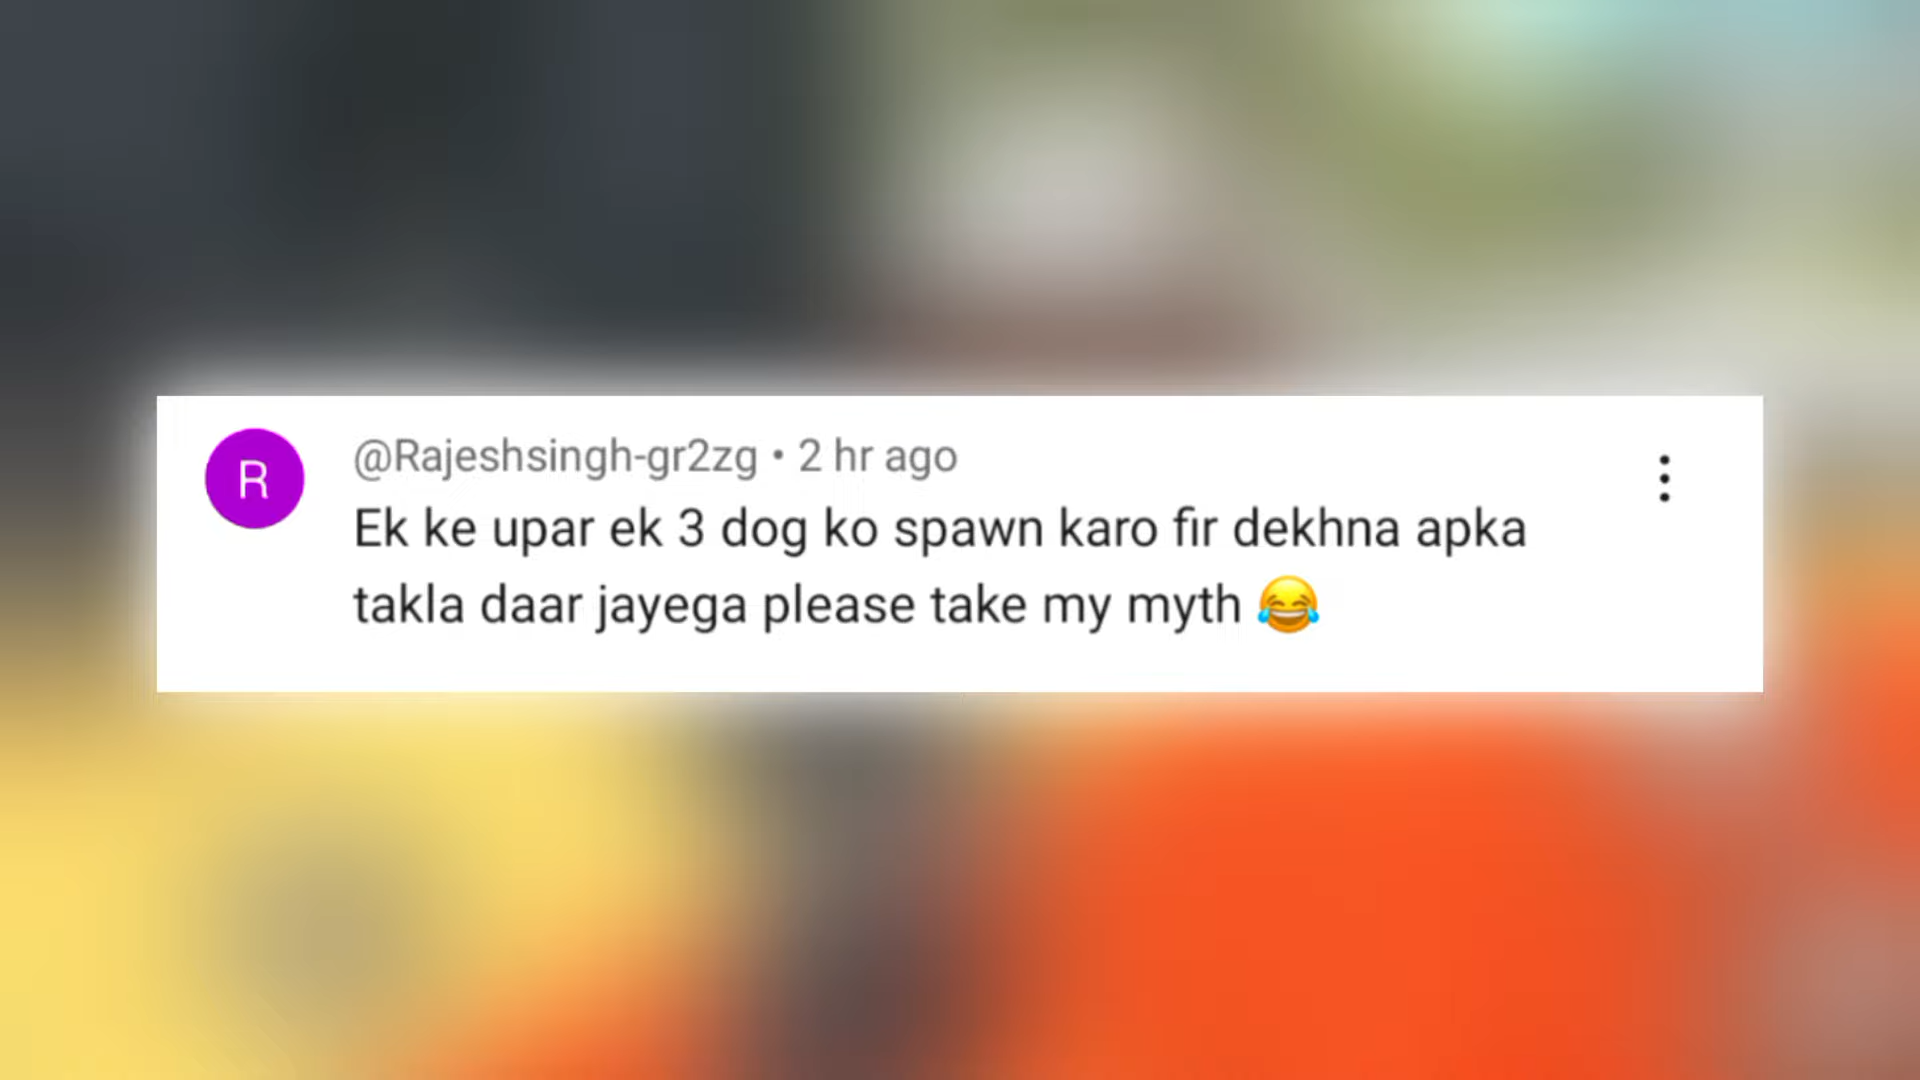 R
@Rajeshsingh-gr2zg • 2 hr ago
Ek ke upar ek 3 dog ko spawn karo fir dekhna apka
takla daar jayega please take my myth 😂